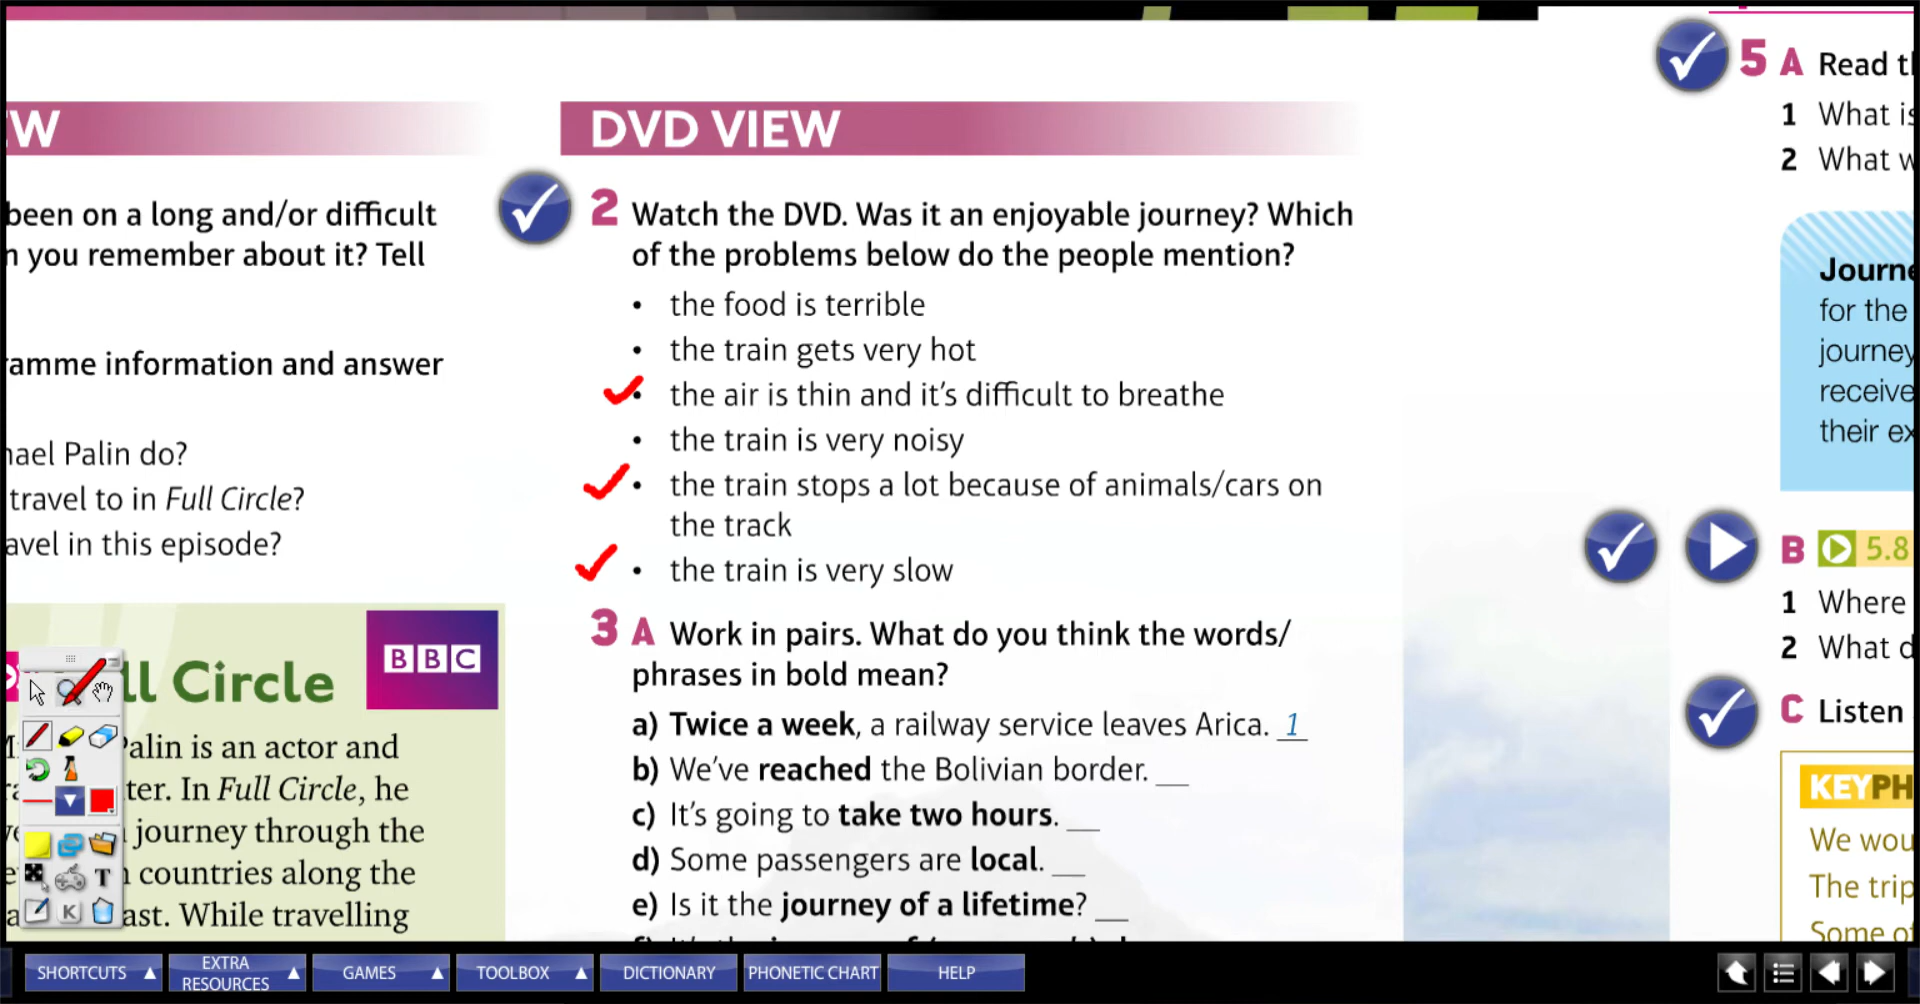 W
been on a long and/or difficult
you remember about it? Tell
ramme information and answer
ael Palin do?
travel to in Full Circle?
avel in this episode?
BBC
ll Circle
Palin is an actor and
ter. In Full Circle, he
journey through the
countries along the
ast. While travelling
DVD VIEW
2 Watch the DVD. Was it an enjoyable journey? Which
of the problems below do the people mention?
• the food is terrible
• the train gets very hot
• the air is thin and it's difficult to breathe
• the train is very noisy
• the train stops a lot because of animals/cars on
the track
• the train is very slow
3 A Work in pairs. What do you think the words/
phrases in bold mean?
a) Twice a week, a railway service leaves Arica. 1
b) We've reached the Bolivian border. __
c) It's going to take two hours. __
d) Some passengers are local. __
e) Is it the journey of a lifetime? __
5 A Read t
1 What is
2 What w
Journe
for the
journey
receive
their ex
B 5.8
1 Where
2 What d
C Listen
KEYPH
We wou
The trip
Some of
T
K
SHORTCUTS
EXTRA
RESOURCES
GAMES
TOOLBOX
DICTIONARY
PHONETIC CHART
HELP